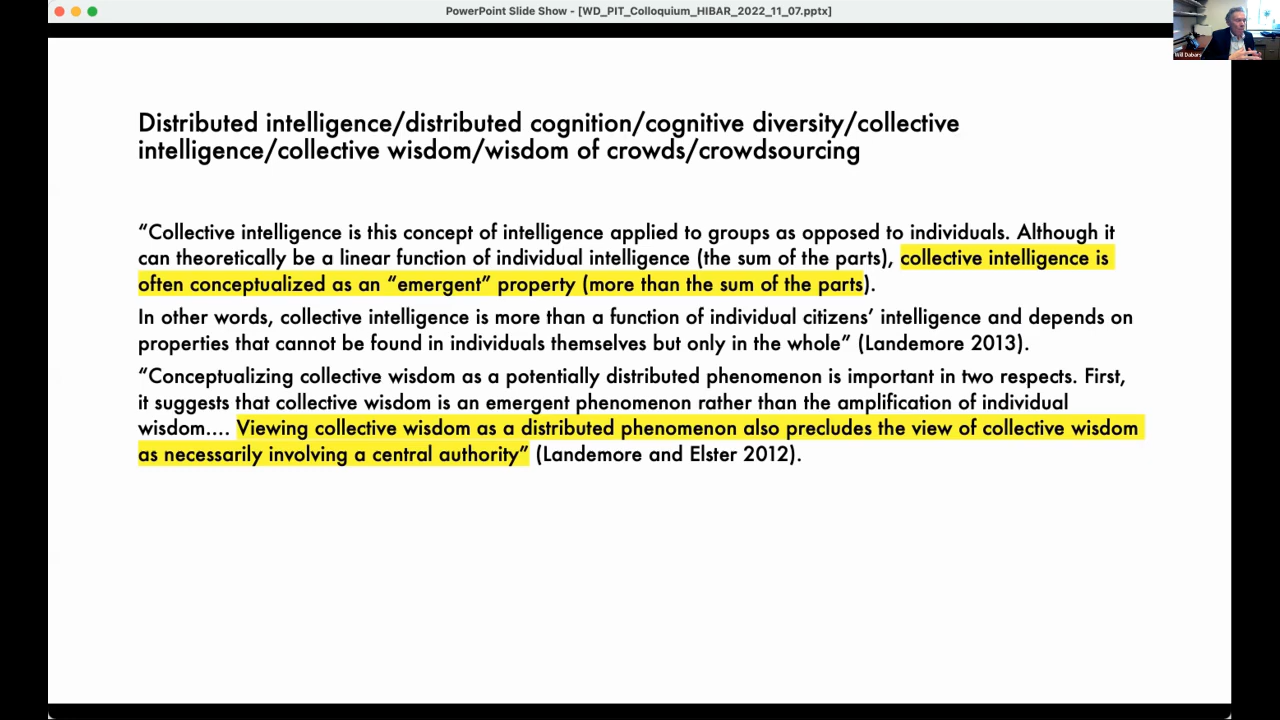 PowerPoint Slide Show - [WD_PIT_Colloquium_HIBAR_2022_11_07.pptx]
Distributed intelligence/distributed cognition/cognitive diversity/collective
intelligence/collective wisdom/wisdom of crowds/crowdsourcing
“Collective intelligence is this concept of intelligence applied to groups as opposed to individuals. Although it
can theoretically be a linear function of individual intelligence (the sum of the parts), collective intelligence is
often conceptualized as an “emergent” property (more than the sum of the parts).
In other words, collective intelligence is more than a function of individual citizens’ intelligence and depends on
properties that cannot be found in individuals themselves but only in the whole” (Landemore 2013).
“Conceptualizing collective wisdom as a potentially distributed phenomenon is important in two respects. First,
it suggests that collective wisdom is an emergent phenomenon rather than the amplification of individual
wisdom…. Viewing collective wisdom as a distributed phenomenon also precludes the view of collective wisdom
as necessarily involving a central authority” (Landemore and Elster 2012).